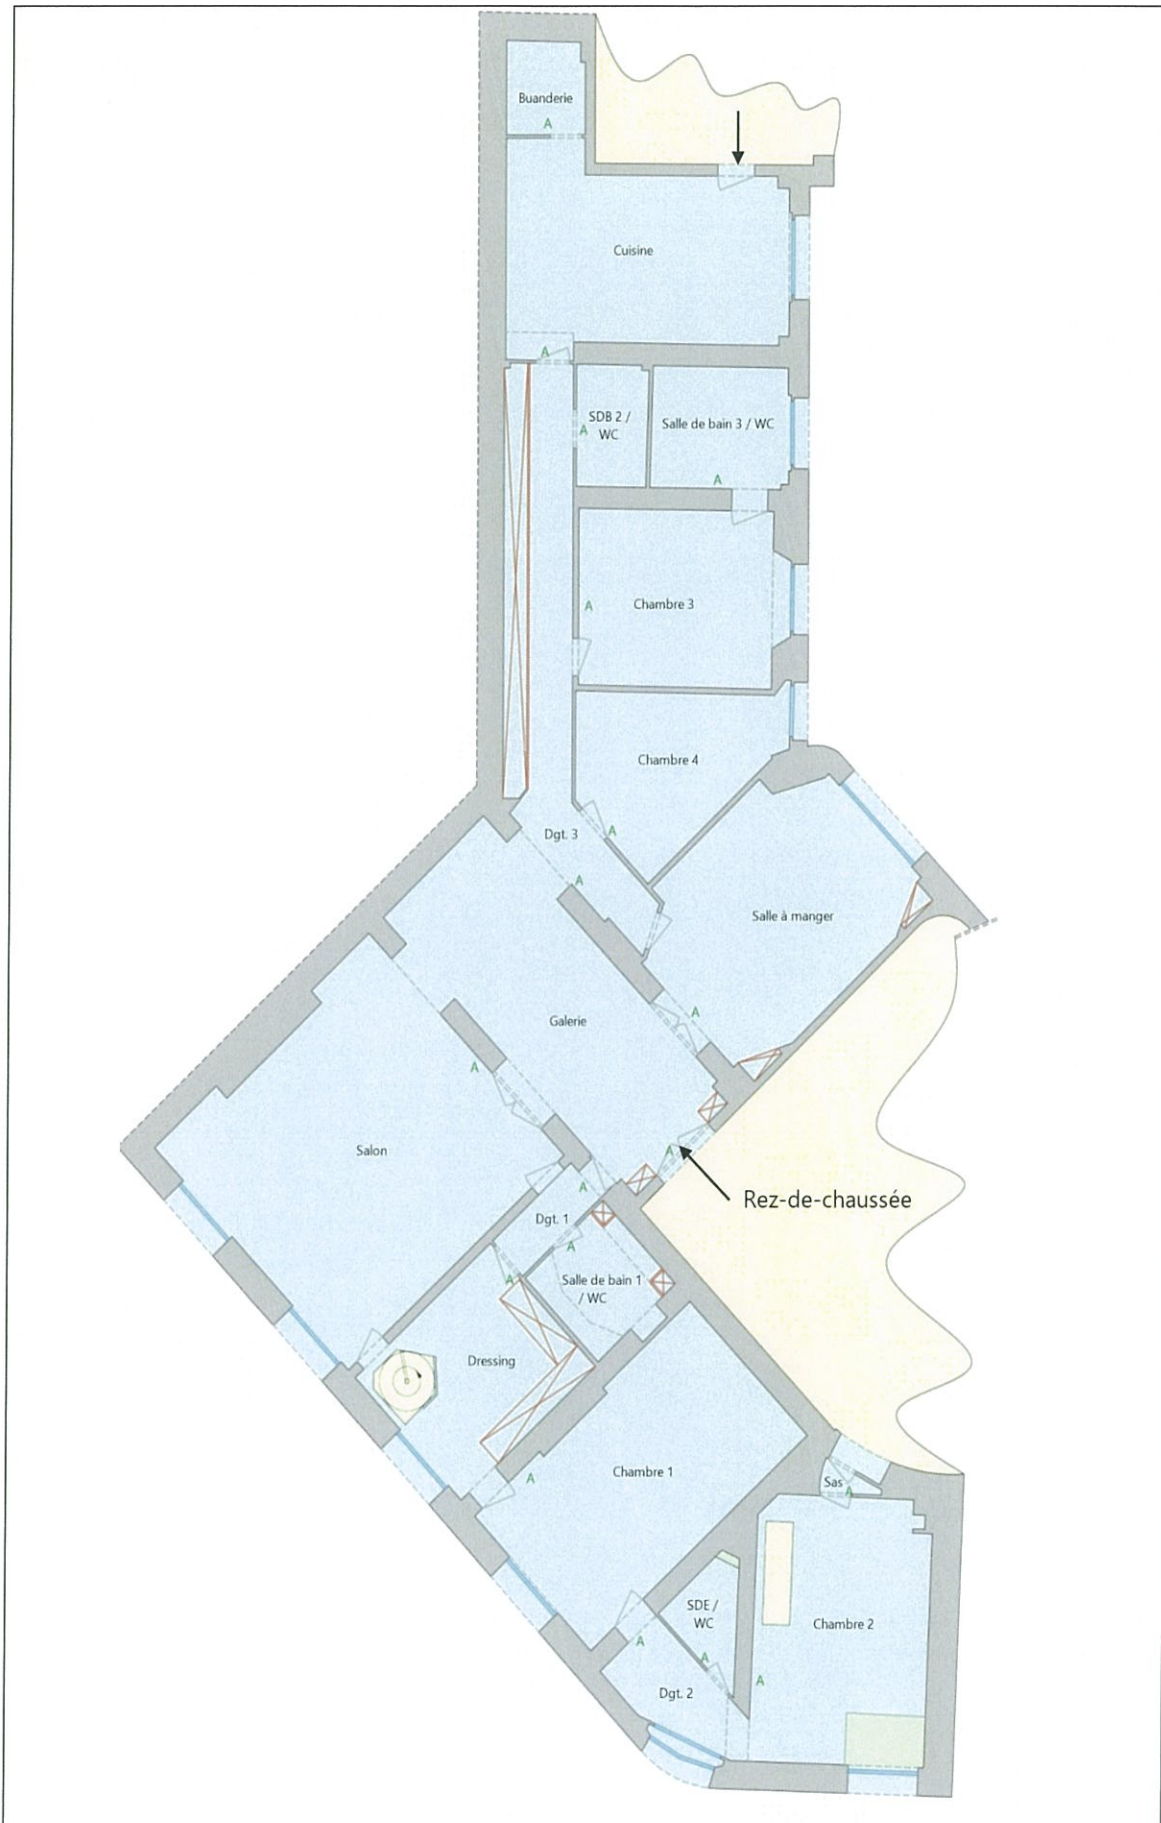 Buanderie
A
Cuisine
A
SDB 2 /
WC
A
Salle de bain 3 / WC
A
Chambre 3
A
Chambre 4
A
Dgt. 3
A
Salle à manger
A
Galerie
A
Salon
A
Rez-de-chaussée
A
Dgt. 1
A
A
Salle de bain 1
/ WC
Dressing
Chambre 1
A
Sas
A
SDE /
WC
A
Chambre 2
A
A
Dgt. 2